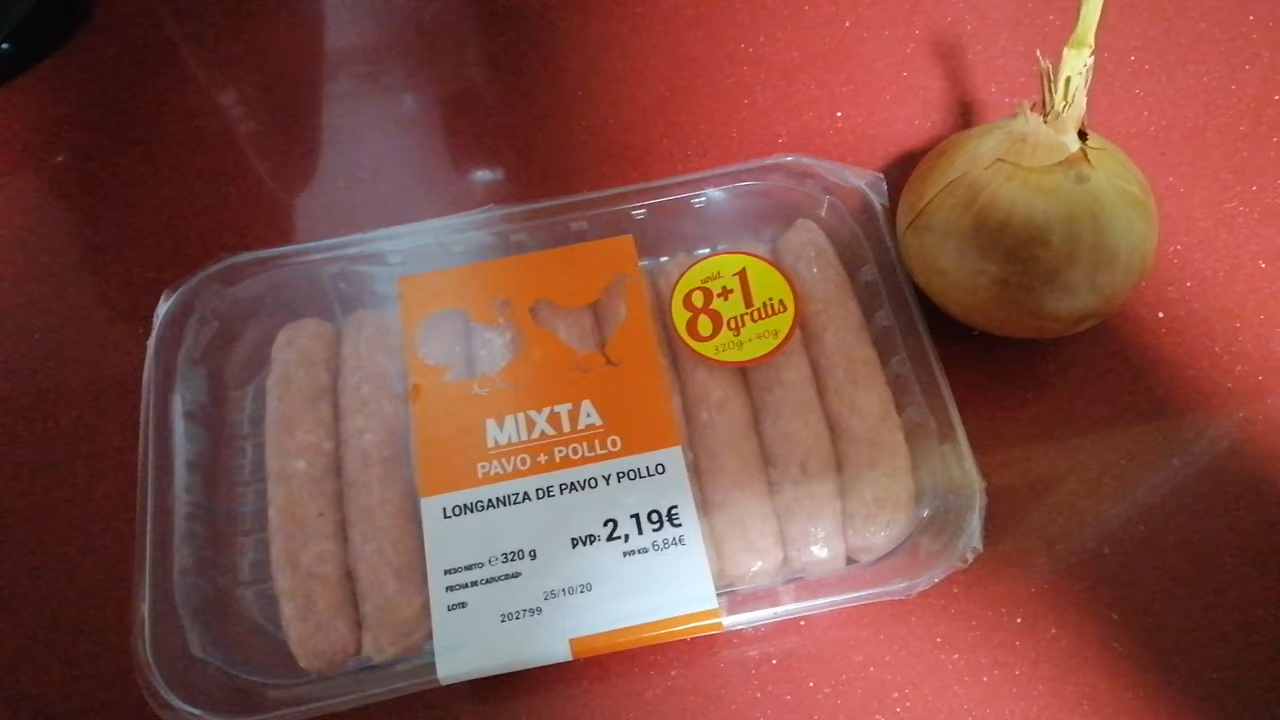 unid.
8+1
gratis
320g + 40g
MIXTA
PAVO + POLLO
LONGANIZA DE PAVO Y POLLO
PVP: 2,19€
PVP KG: 6,84€
PESO NETO: ℮ 320 g
FECHA DE CADUCIDAD:
25/10/20
LOTE:
202799